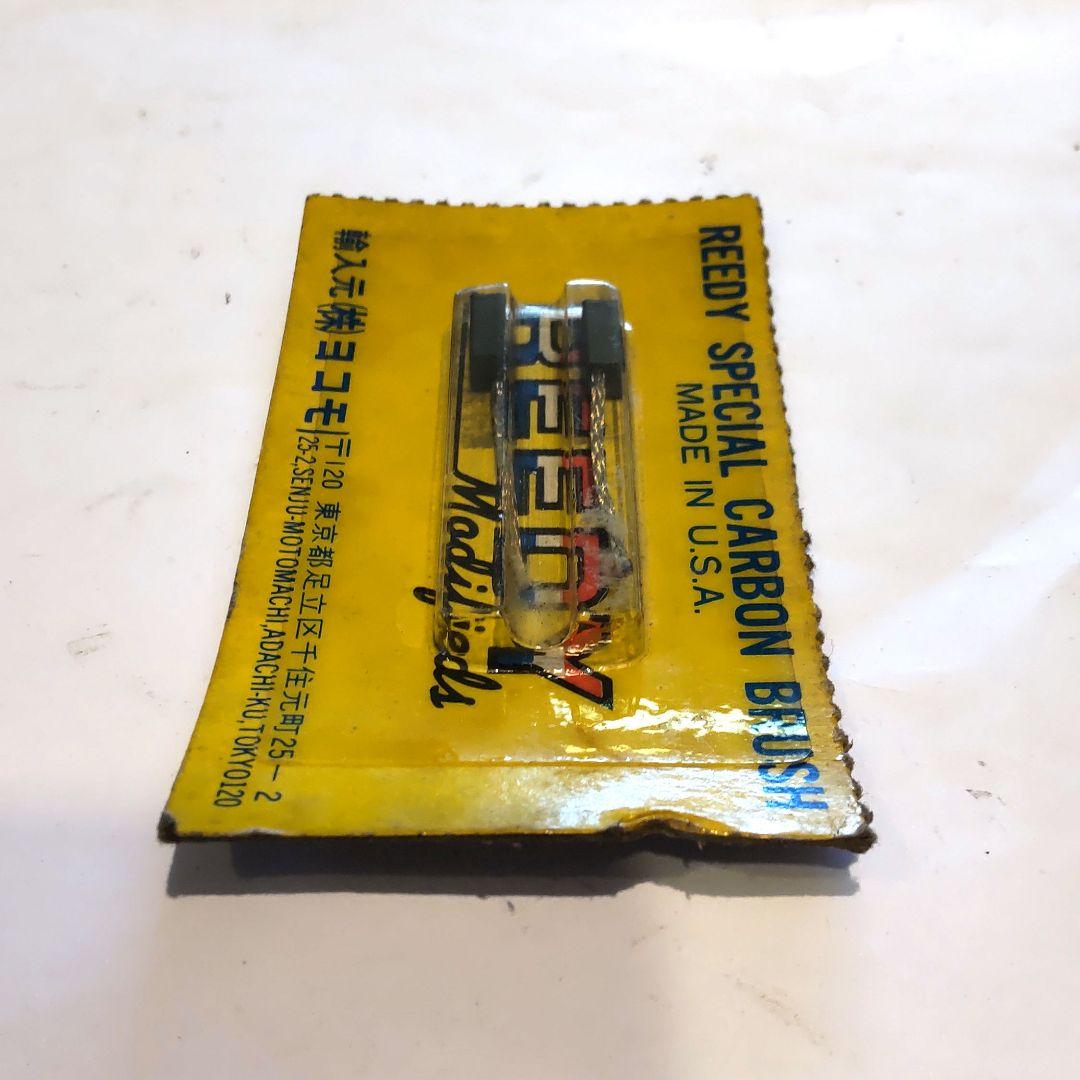 REEDY SPECIAL CARBON BRUSH
MADE IN U.S.A.
REEDY
Modifieds
輸入元(株)ヨコモ
〒120 東京都足立区千住元町25-2
25-2,SENJU-MOTOMACHI,ADACHI-KU,TOKYO120